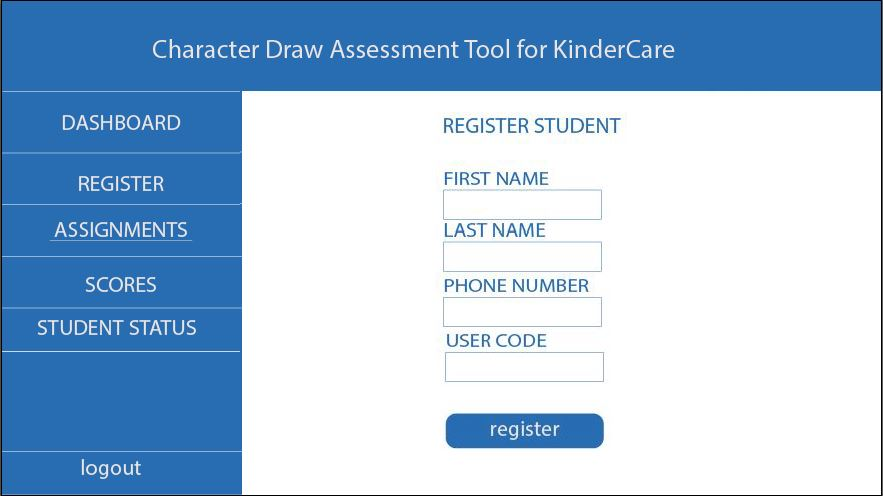 Character Draw Assessment Tool for KinderCare
DASHBOARD
REGISTER
ASSIGNMENTS
SCORES
STUDENT STATUS
logout
REGISTER STUDENT
FIRST NAME
LAST NAME
PHONE NUMBER
USER CODE
register